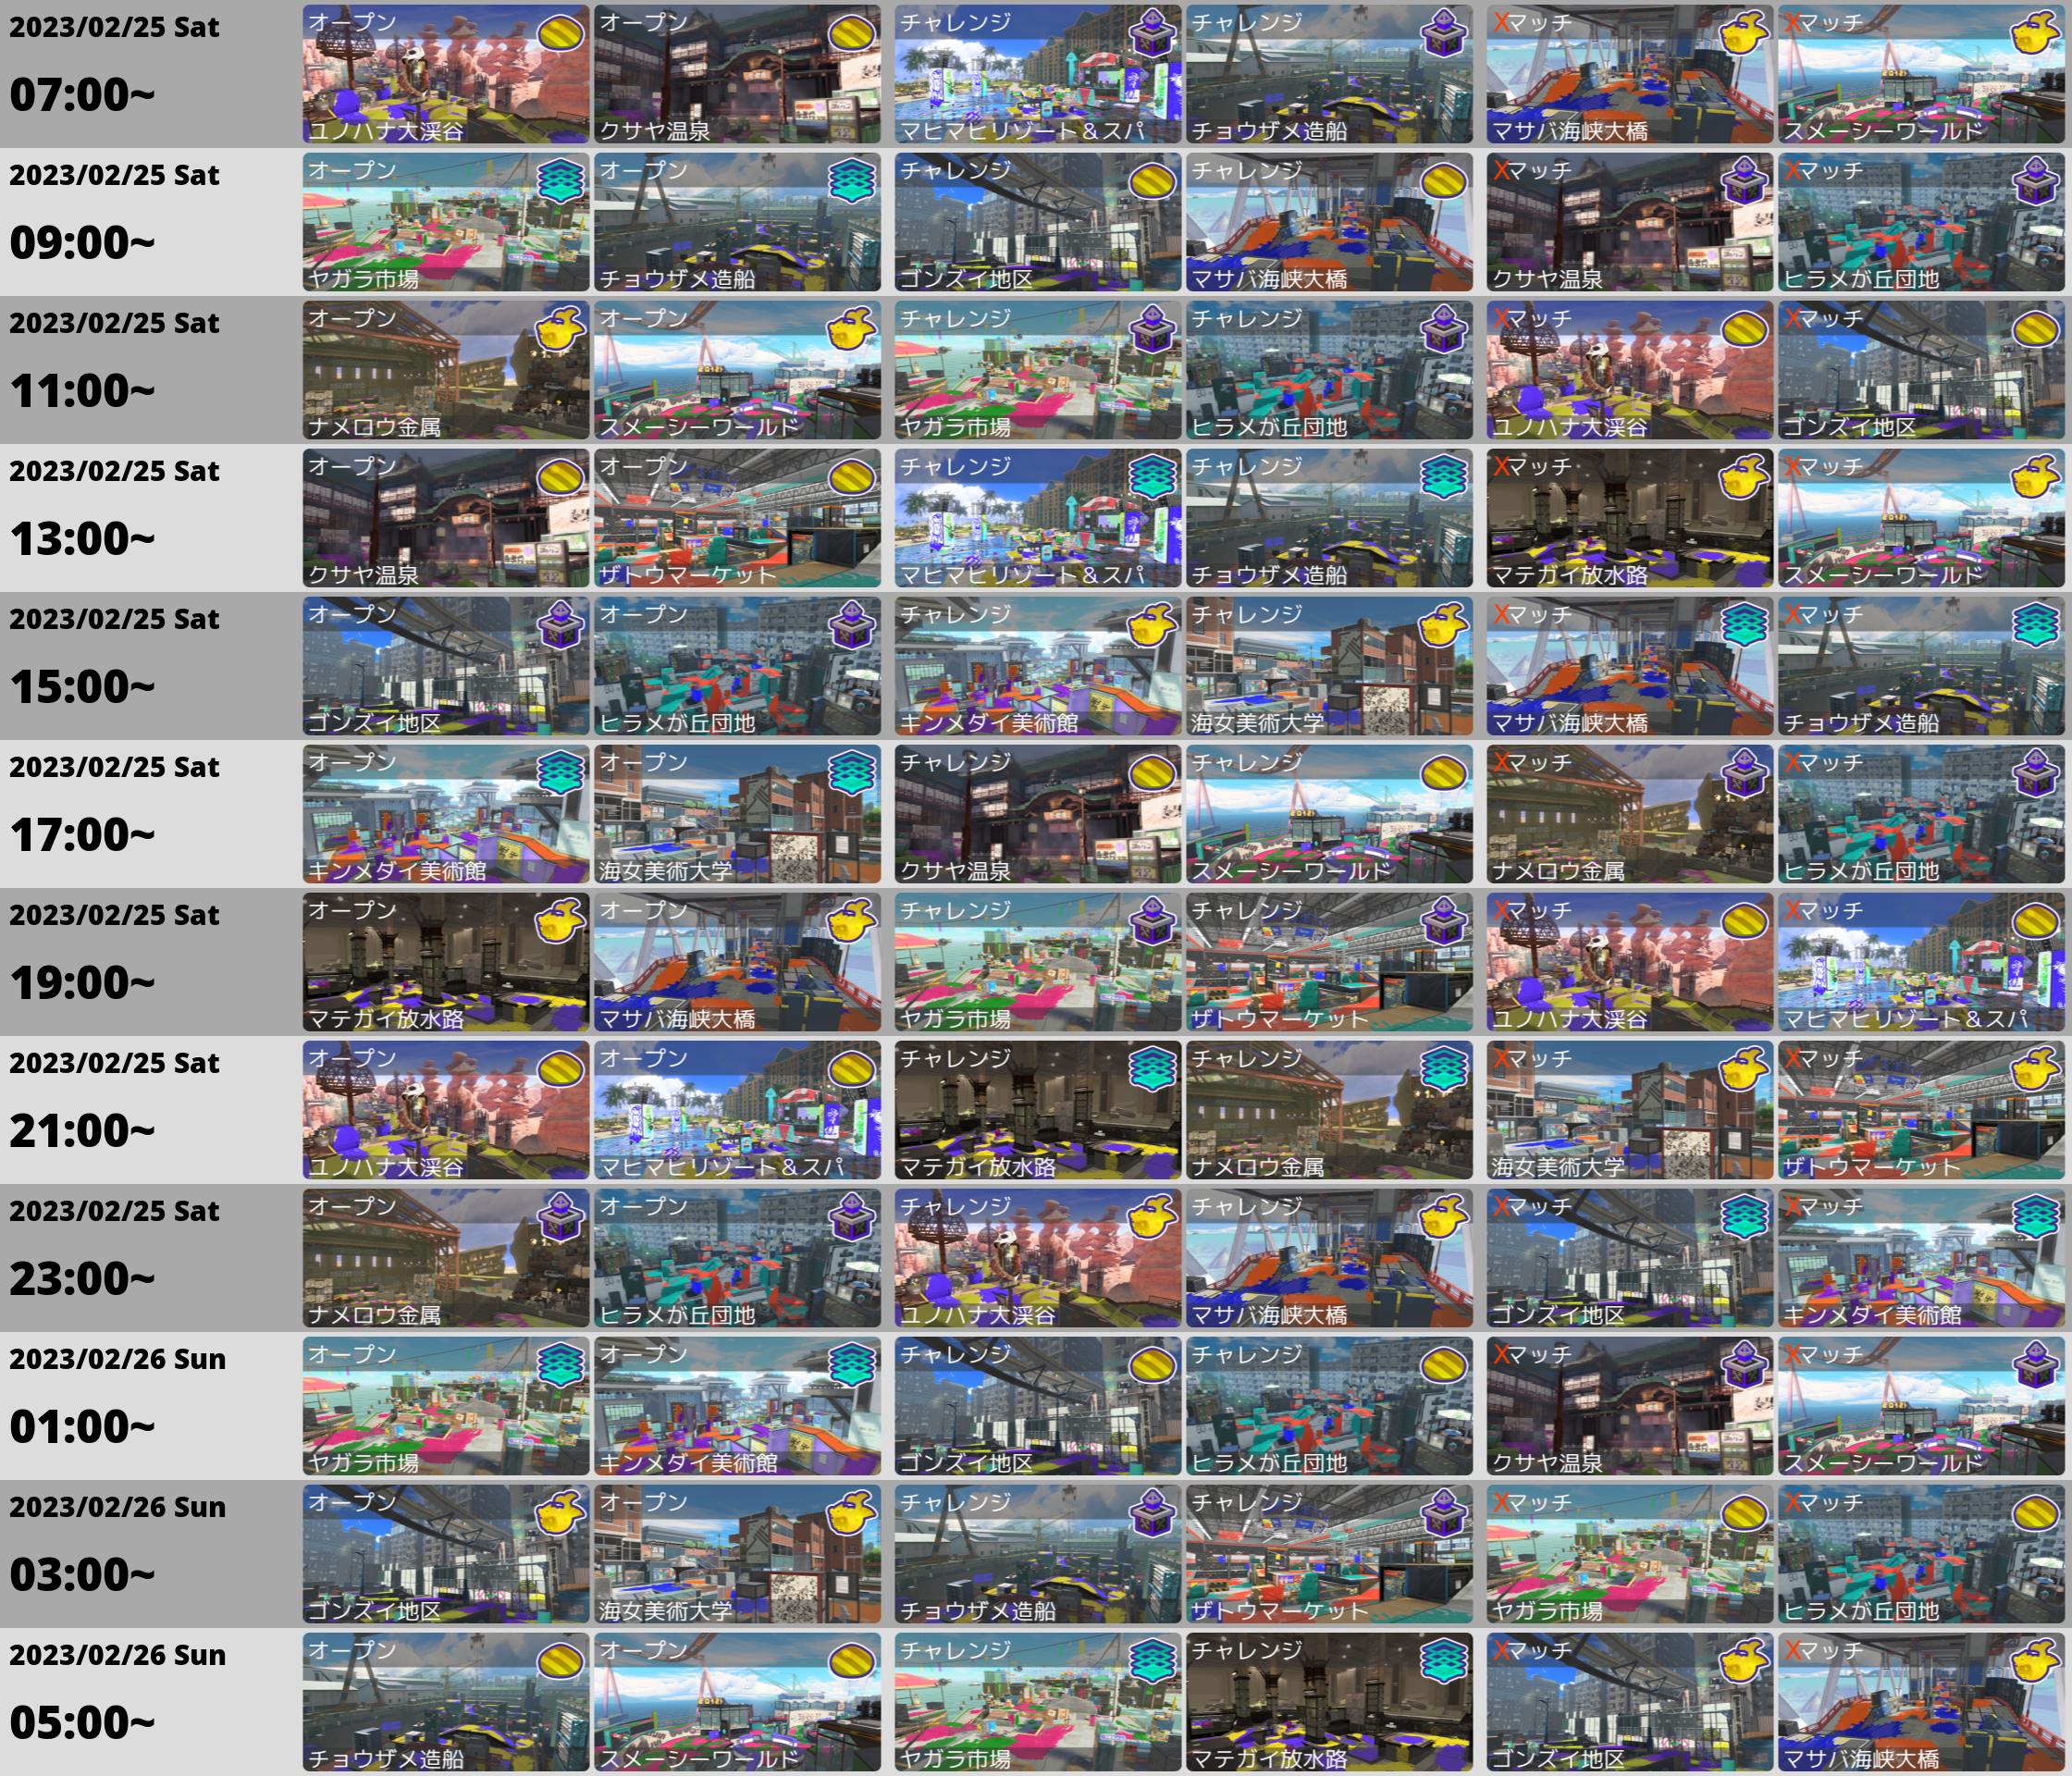 2023/02/25 Sat
07:00~
オープン オープン チャレンジ チャレンジ Xマッチ Xマッチ
ユノハナ大渓谷 クサヤ温泉 マヒマヒリゾート&スパ チョウザメ造船 マサバ海峡大橋 スメーシーワールド
2023/02/25 Sat
09:00~
オープン オープン チャレンジ チャレンジ Xマッチ Xマッチ
ヤガラ市場 チョウザメ造船 ゴンズイ地区 マサバ海峡大橋 クサヤ温泉 ヒラメが丘団地
2023/02/25 Sat
11:00~
オープン オープン チャレンジ チャレンジ Xマッチ Xマッチ
ナメロウ金属 スメーシーワールド ヤガラ市場 ヒラメが丘団地 ユノハナ大渓谷 ゴンズイ地区
2023/02/25 Sat
13:00~
オープン オープン チャレンジ チャレンジ Xマッチ Xマッチ
クサヤ温泉 ザトウマーケット マヒマヒリゾート&スパ チョウザメ造船 マテガイ放水路 スメーシーワールド
2023/02/25 Sat
15:00~
オープン オープン チャレンジ チャレンジ Xマッチ Xマッチ
ゴンズイ地区 ヒラメが丘団地 キンメダイ美術館 海女美術大学 マサバ海峡大橋 チョウザメ造船
2023/02/25 Sat
17:00~
オープン オープン チャレンジ チャレンジ Xマッチ Xマッチ
キンメダイ美術館 海女美術大学 クサヤ温泉 スメーシーワールド ナメロウ金属 ヒラメが丘団地
2023/02/25 Sat
19:00~
オープン オープン チャレンジ チャレンジ Xマッチ Xマッチ
マテガイ放水路 マサバ海峡大橋 ヤガラ市場 ザトウマーケット ユノハナ大渓谷 マヒマヒリゾート&スパ
2023/02/25 Sat
21:00~
オープン オープン チャレンジ チャレンジ Xマッチ Xマッチ
ユノハナ大渓谷 マヒマヒリゾート&スパ マテガイ放水路 ナメロウ金属 海女美術大学 ザトウマーケット
2023/02/25 Sat
23:00~
オープン オープン チャレンジ チャレンジ Xマッチ Xマッチ
ナメロウ金属 ヒラメが丘団地 ユノハナ大渓谷 マサバ海峡大橋 ゴンズイ地区 キンメダイ美術館
2023/02/26 Sun
01:00~
オープン オープン チャレンジ チャレンジ Xマッチ Xマッチ
ヤガラ市場 キンメダイ美術館 ゴンズイ地区 ヒラメが丘団地 クサヤ温泉 スメーシーワールド
2023/02/26 Sun
03:00~
オープン オープン チャレンジ チャレンジ Xマッチ Xマッチ
ゴンズイ地区 海女美術大学 チョウザメ造船 ザトウマーケット ヤガラ市場 ヒラメが丘団地
2023/02/26 Sun
05:00~
オープン オープン チャレンジ チャレンジ Xマッチ Xマッチ
チョウザメ造船 スメーシーワールド ヤガラ市場 マテガイ放水路 ゴンズイ地区 マサバ海峡大橋